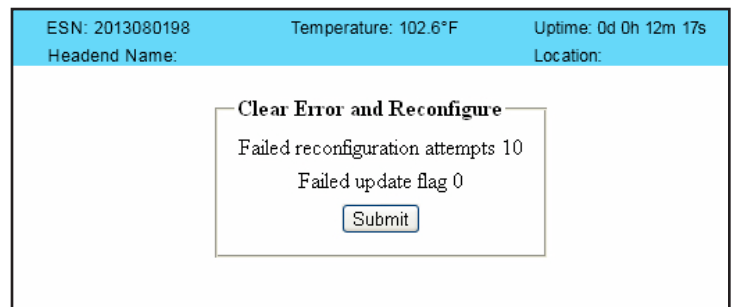 ESN: 2013080198 Temperature: 102.6°F Uptime: 0d 0h 12m 17s
Headend Name: Location:
Clear Error and Reconfigure
Failed reconfiguration attempts 10
Failed update flag 0
Submit